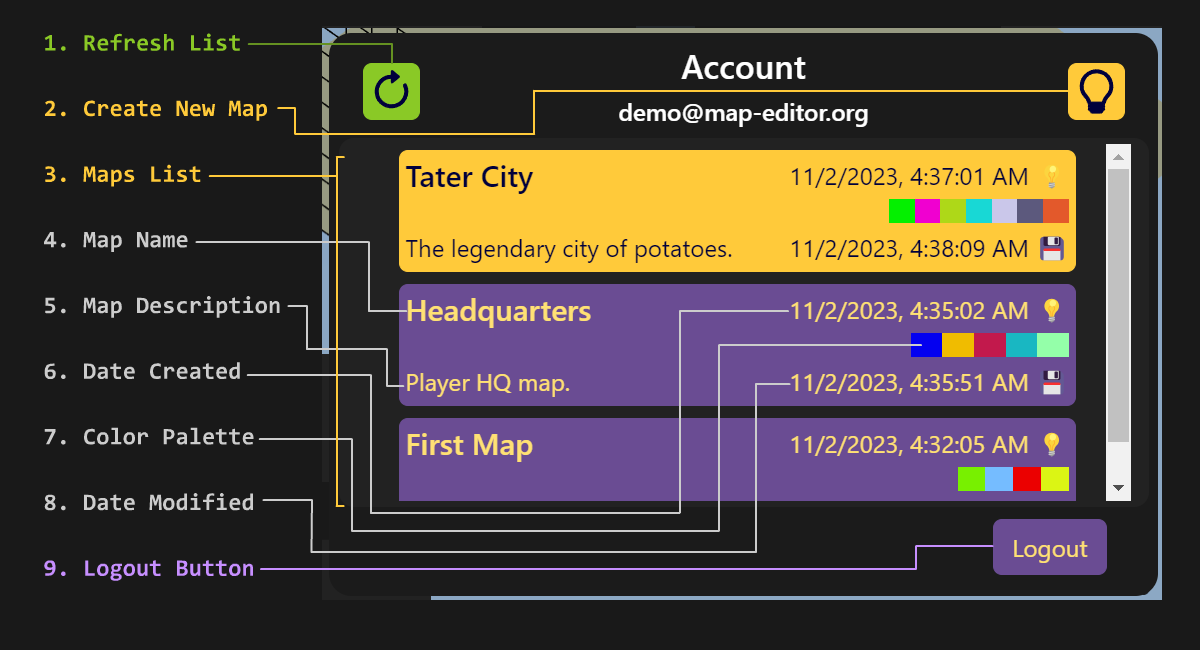 1. Refresh List
2. Create New Map
3. Maps List
4. Map Name
5. Map Description
6. Date Created
7. Color Palette
8. Date Modified
9. Logout Button
Account
demo@map-editor.org
Tater City 11/2/2023, 4:37:01 AM
The legendary city of potatoes. 11/2/2023, 4:38:09 AM
Headquarters 11/2/2023, 4:35:02 AM
Player HQ map. 11/2/2023, 4:35:51 AM
First Map 11/2/2023, 4:32:05 AM
Logout